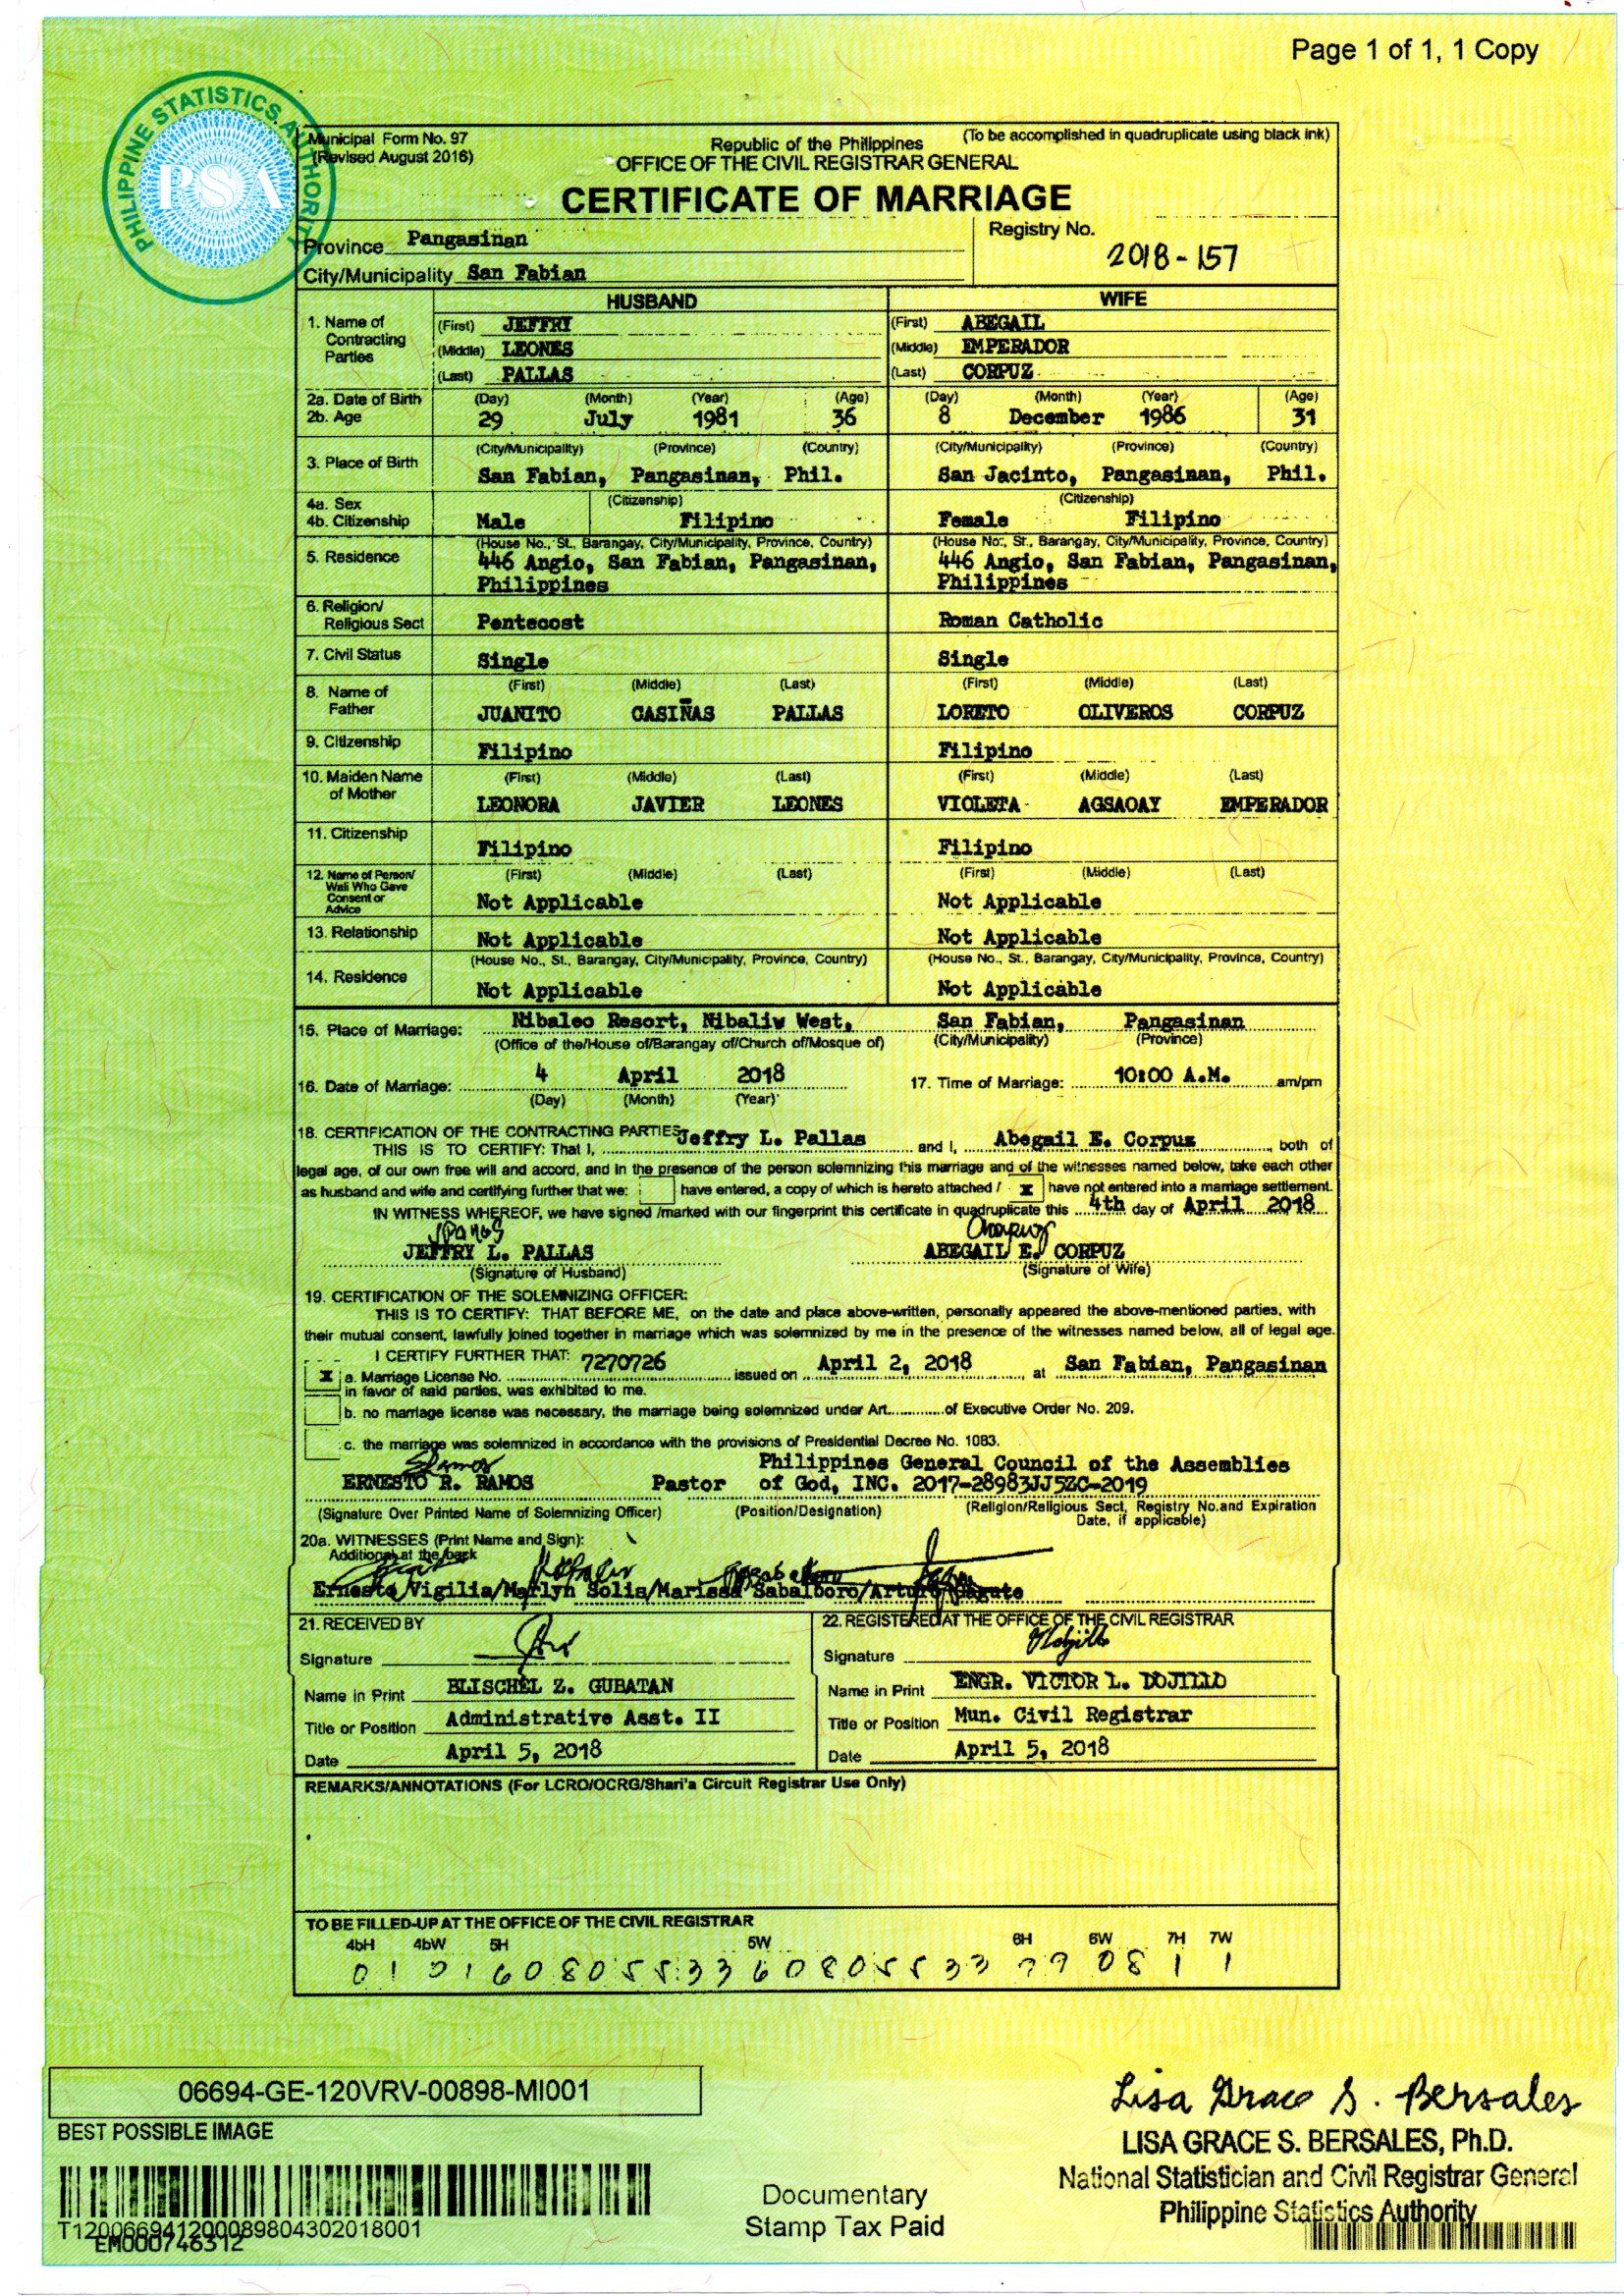 Page 1 of 1, 1 Copy
PHILIPPINE STATISTICS AUTHORITY
PSA
Municipal Form No. 97
(Revised August 2016)
(To be accomplished in quadruplicate using black ink)
Republic of the Philippines
OFFICE OF THE CIVIL REGISTRAR GENERAL
CERTIFICATE OF MARRIAGE
Province Pangasinan
Registry No.
2018-157
City/Municipality San Fabian
HUSBAND WIFE
1. Name of Contracting Parties
(First) JEFFRY (First) ABEGAIL
(Middle) LEONES (Middle) EMPERADOR
(Last) PALLAS (Last) CORPUZ
2a. Date of Birth (Day) (Month) (Year) (Age) (Day) (Month) (Year) (Age)
2b. Age 29 July 1981 36 8 December 1986 31
3. Place of Birth (City/Municipality) (Province) (Country) (City/Municipality) (Province) (Country)
San Fabian, Pangasinan, Phil. San Jacinto, Pangasinan, Phil.
4a. Sex (Citizenship) (Citizenship)
4b. Citizenship Male Filipino Female Filipino
5. Residence (House No., St., Barangay, City/Municipality, Province, Country) (House No., St., Barangay, City/Municipality, Province, Country)
446 Angio, San Fabian, Pangasinan, 446 Angio, San Fabian, Pangasinan,
Philippines Philippines
6. Religion/
Religious Sect Pentecost Roman Catholic
7. Civil Status Single Single
8. Name of Father (First) (Middle) (Last) (First) (Middle) (Last)
JUANITO GASIÑAS PALLAS LORETO OLIVEROS CORPUZ
9. Citizenship Filipino Filipino
10. Maiden Name of Mother (First) (Middle) (Last) (First) (Middle) (Last)
LEONORA JAVIER LEONES VIOLETA AGSAOAY EMPERADOR
11. Citizenship Filipino Filipino
12. Name of Person/ Wali Who Gave Consent or Advice (First) (Middle) (Last) (First) (Middle) (Last)
Not Applicable Not Applicable
13. Relationship Not Applicable Not Applicable
(House No., St., Barangay, City/Municipality, Province, Country) (House No., St., Barangay, City/Municipality, Province, Country)
14. Residence Not Applicable Not Applicable
15. Place of Marriage: Nibaleo Resort, Nibaliw West, San Fabian, Pangasinan
(Office of the/House of/Barangay of/Church of/Mosque of) (City/Municipality) (Province)
16. Date of Marriage: 4 April 2018 17. Time of Marriage: 10:00 A.M. am/pm
(Day) (Month) (Year)
18. CERTIFICATION OF THE CONTRACTING PARTIES
THIS IS TO CERTIFY: That I, Jeffry L. Pallas and I, Abegail E. Corpuz, both of
legal age, of our own free will and accord, and in the presence of the person solemnizing this marriage and of the witnesses named below, take each other
as husband and wife and certifying further that we: have entered, a copy of which is hereto attached / X have not entered into a marriage settlement.
IN WITNESS WHEREOF, we have signed /marked with our fingerprint this certificate in quadruplicate this 4th day of April 2018
JEFFRY L. PALLAS ABEGAIL E. CORPUZ
(Signature of Husband) (Signature of Wife)
19. CERTIFICATION OF THE SOLEMNIZING OFFICER:
THIS IS TO CERTIFY: THAT BEFORE ME, on the date and place above-written, personally appeared the above-mentioned parties, with
their mutual consent, lawfully joined together in marriage which was solemnized by me in the presence of the witnesses named below, all of legal age.
I CERTIFY FURTHER THAT:
X a. Marriage License No. 7270726 issued on April 2, 2018, at San Fabian, Pangasinan
in favor of said parties, was exhibited to me.
b. no marriage license was necessary, the marriage being solemnized under Art............of Executive Order No. 209.
c. the marriage was solemnized in accordance with the provisions of Presidential Decree No. 1083.
Philippines General Council of the Assemblies
ERNESTO R. RAMOS Pastor of God, INC. 2017-28983JJ5ZC-2019
(Signature Over Printed Name of Solemnizing Officer) (Position/Designation) (Religion/Religious Sect, Registry No.and Expiration
Date, if applicable)
20a. WITNESSES (Print Name and Sign):
Additional at the back
Ernesto Vigilia/Marlyn Solis/Marissa Sabalboro/Arturo
21. RECEIVED BY 22. REGISTERED AT THE OFFICE OF THE CIVIL REGISTRAR
Signature Signature
Name in Print ELISCHEL Z. GUBATAN Name in Print ENGR. VICTOR L. DOJILLO
Title or Position Administrative Asst. II Title or Position Mun. Civil Registrar
Date April 5, 2018 Date April 5, 2018
REMARKS/ANNOTATIONS (For LCRO/OCRG/Shari'a Circuit Registrar Use Only)
TO BE FILLED-UP AT THE OFFICE OF THE CIVIL REGISTRAR
4bH 4bW 5H 5W 6H 6W 7H 7W
06694-GE-120VRV-00898-MI001
BEST POSSIBLE IMAGE
T120066941200089804302018001
EM000746312
Documentary
Stamp Tax Paid
Lisa Grace S. Bersales
LISA GRACE S. BERSALES, Ph.D.
National Statistician and Civil Registrar General
Philippine Statistics Authority